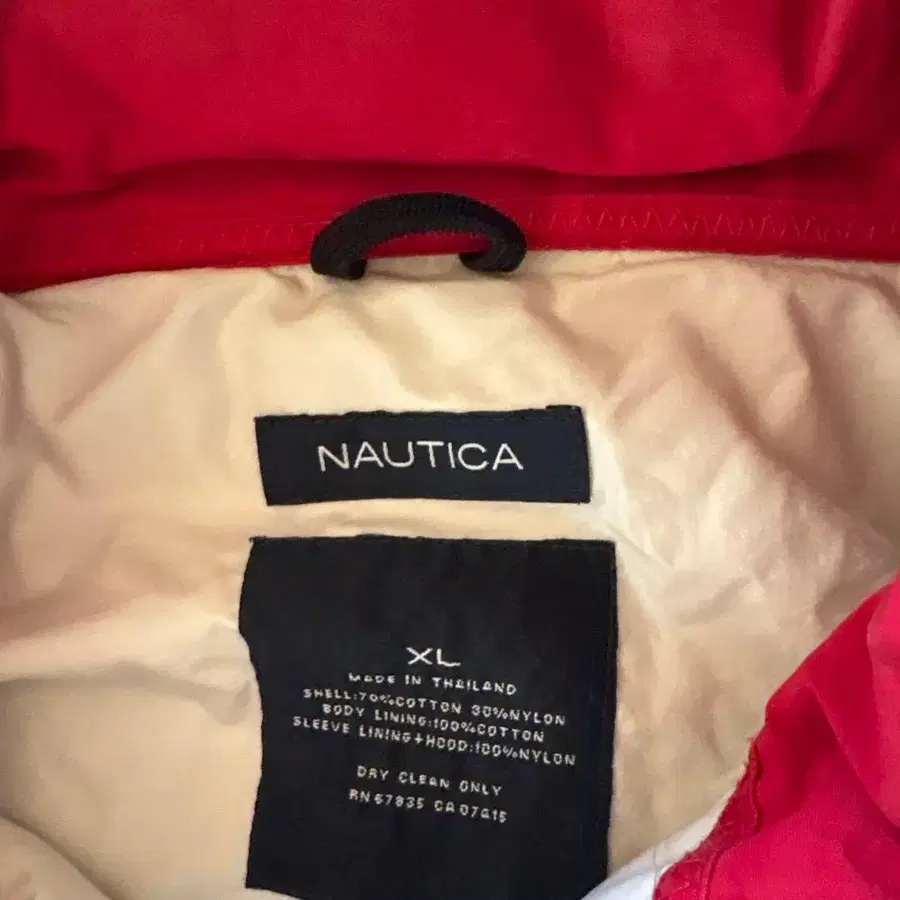 NAUTICA
XL
MADE IN THAILAND
SHELL:70%COTTON 30%NYLON
BODY LINING:100%COTTON
SLEEVE LINING+HOOD:100%NYLON
DRY CLEAN ONLY
RN 67835 CA 07415